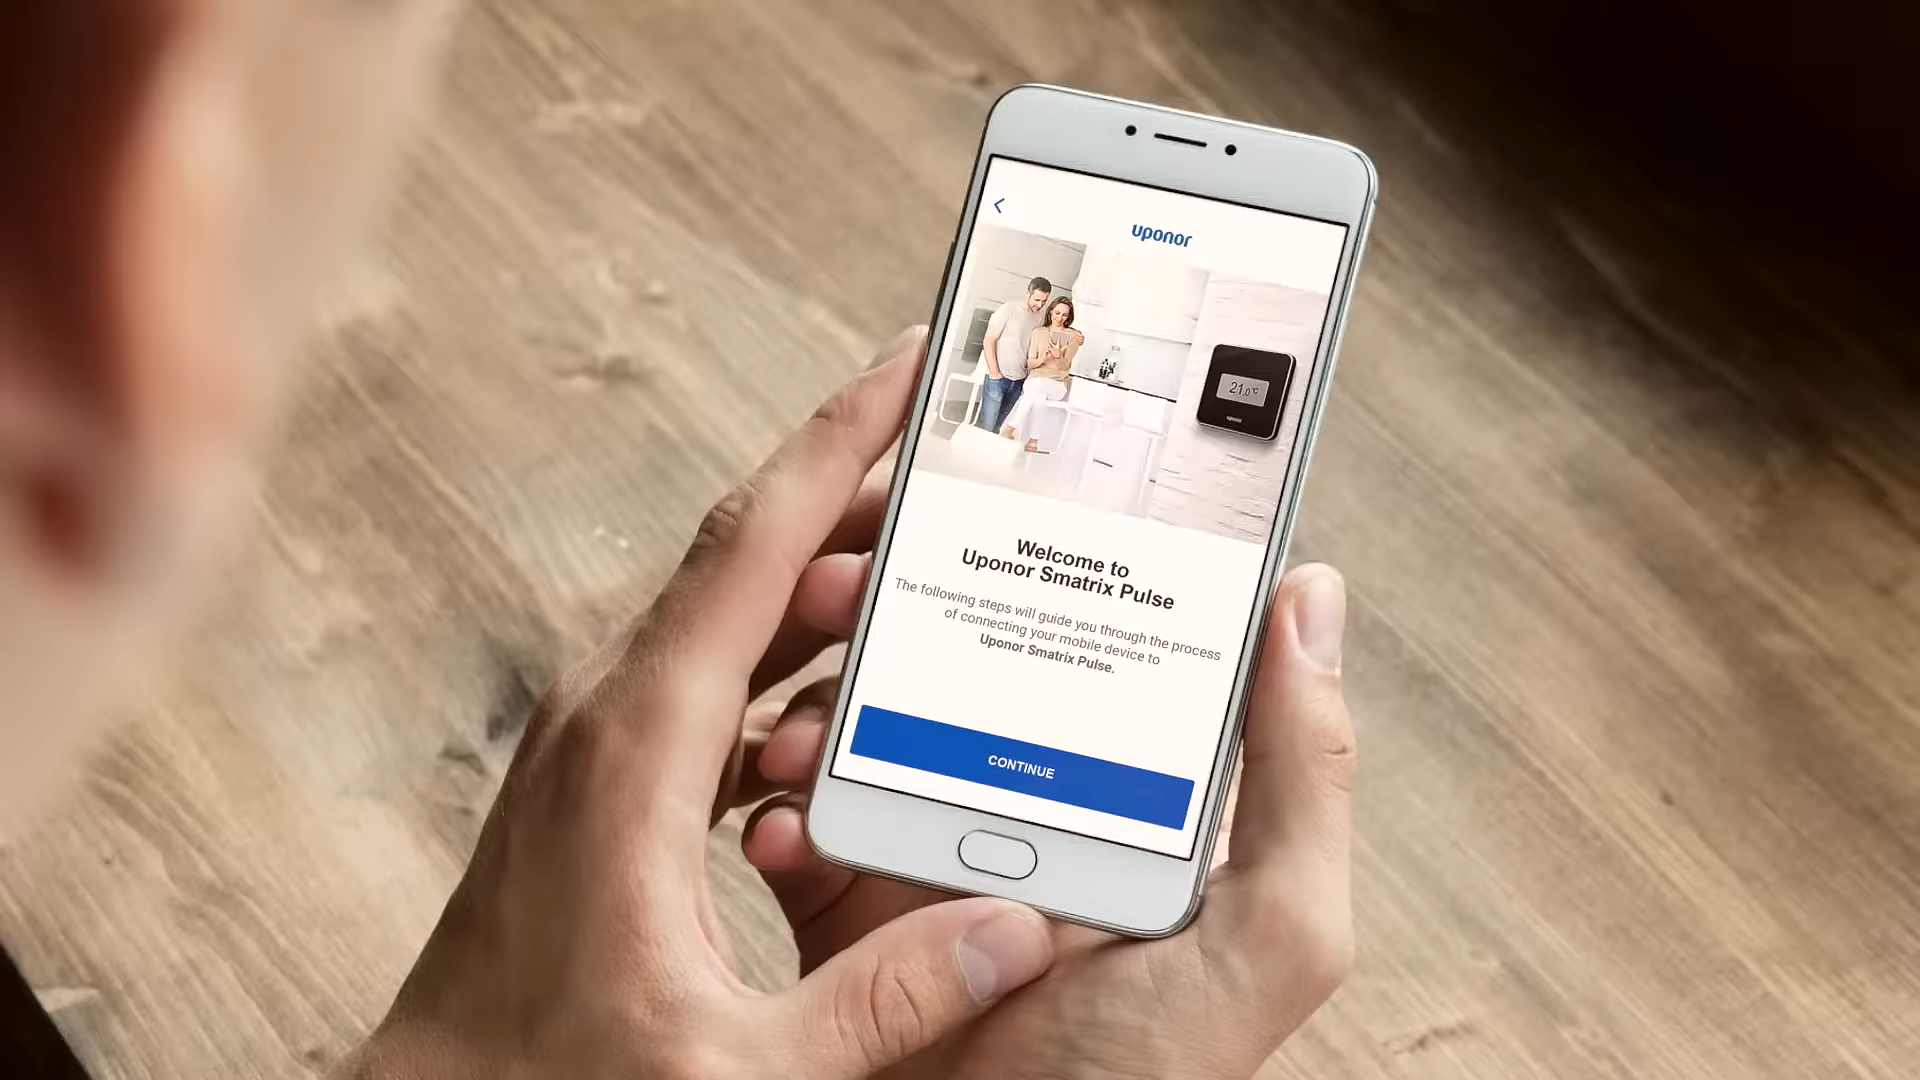 uponor
21.0°C
uponor
Welcome to
Uponor Smatrix Pulse
The following steps will guide you through the process
of connecting your mobile device to
Uponor Smatrix Pulse.
CONTINUE